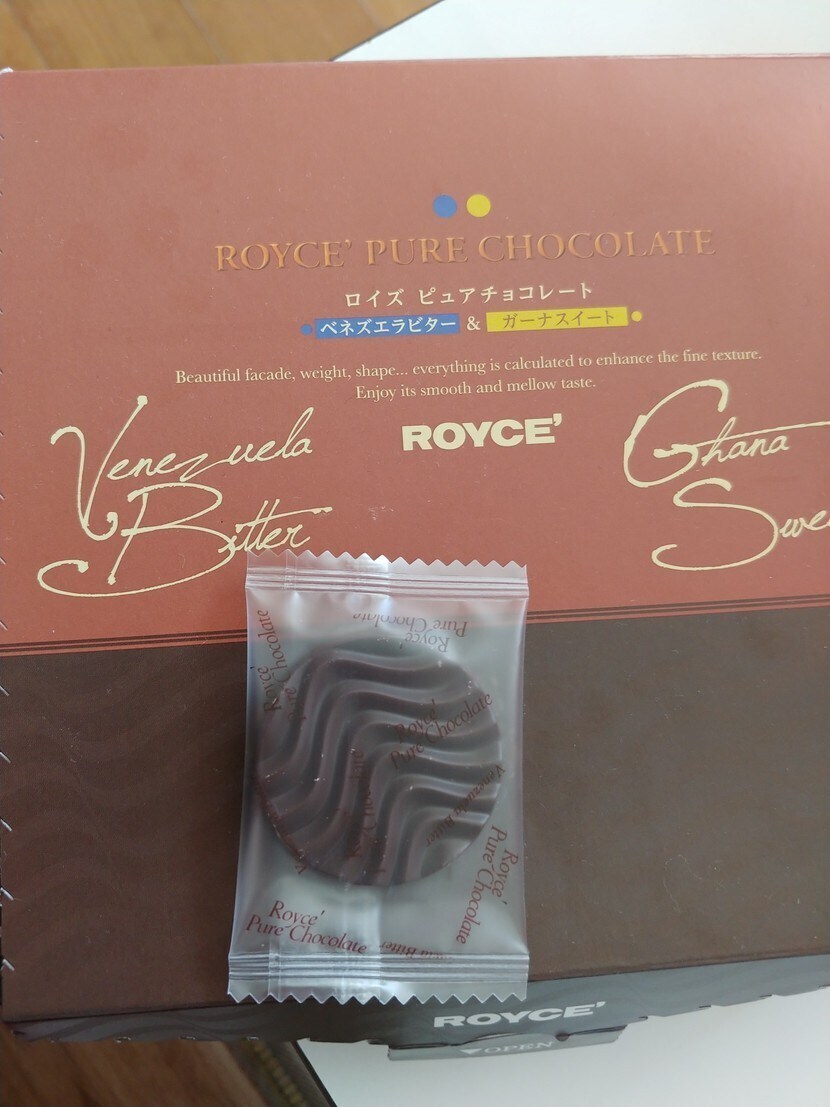 ROYCE' PURE CHOCOLATE
ロイズ ピュアチョコレート
ベネズエラビター & ガーナスイート
Beautiful facade, weight, shape... everything is calculated to enhance the fine texture.
Enjoy its smooth and mellow taste.
ROYCE'
Venezuela
Bitter
Ghana
Royce'
Pure Chocolate
Royce'
Chocolate
Royce'
Pure Chocolate
Venezuela Bitter
Royce'
Pure Chocolate
Royce'
Pure Chocolate
Bitter
ROYCE'
▼OPEN